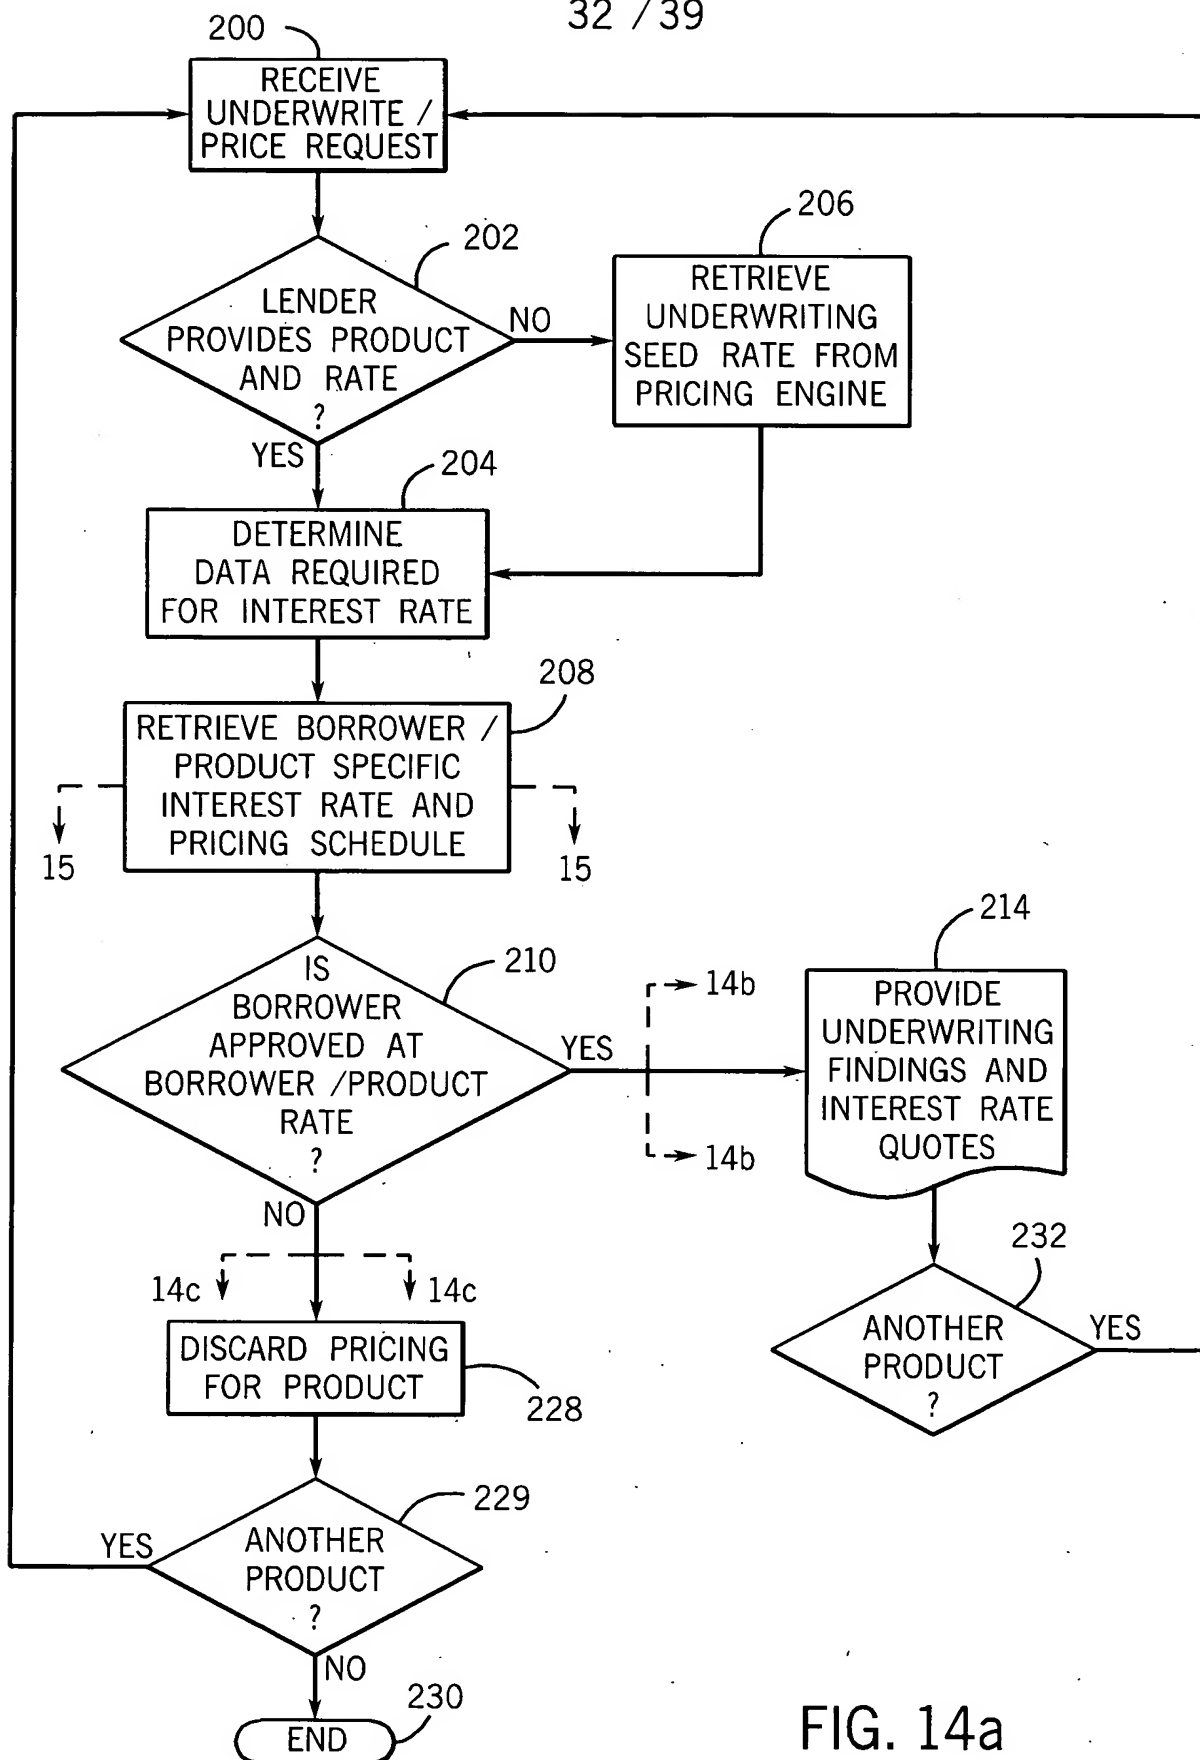 32 / 39
200
RECEIVE
UNDERWRITE /
PRICE REQUEST
202
LENDER
PROVIDES PRODUCT
AND RATE
?
NO
YES
206
RETRIEVE
UNDERWRITING
SEED RATE FROM
PRICING ENGINE
204
DETERMINE
DATA REQUIRED
FOR INTEREST RATE
208
RETRIEVE BORROWER /
PRODUCT SPECIFIC
INTEREST RATE AND
PRICING SCHEDULE
15
15
210
IS
BORROWER
APPROVED AT
BORROWER /PRODUCT
RATE
?
YES
14b
14b
NO
214
PROVIDE
UNDERWRITING
FINDINGS AND
INTEREST RATE
QUOTES
232
ANOTHER
PRODUCT
?
YES
14c
14c
DISCARD PRICING
FOR PRODUCT
228
229
ANOTHER
PRODUCT
?
YES
NO
230
END
FIG. 14a